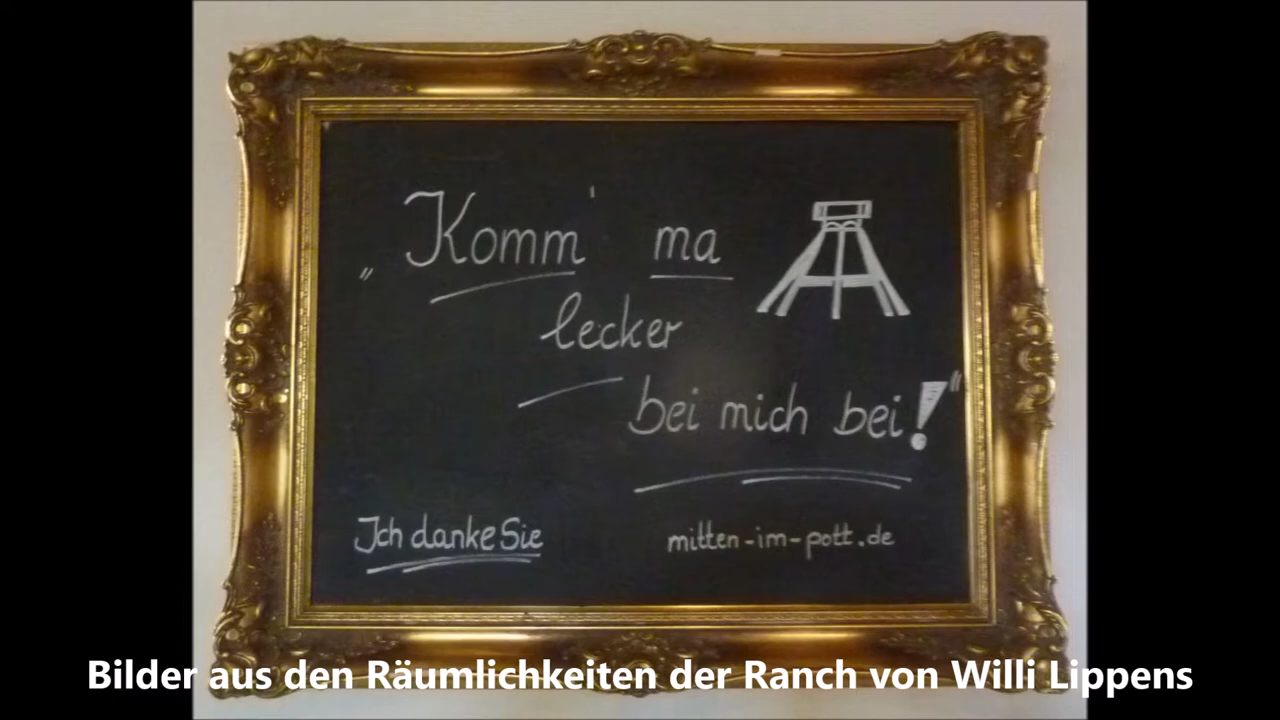 „Komm' ma
lecker
bei mich bei!"
Ich danke Sie
mitten-im-pott.de
Bilder aus den Räumlichkeiten der Ranch von Willi Lippens